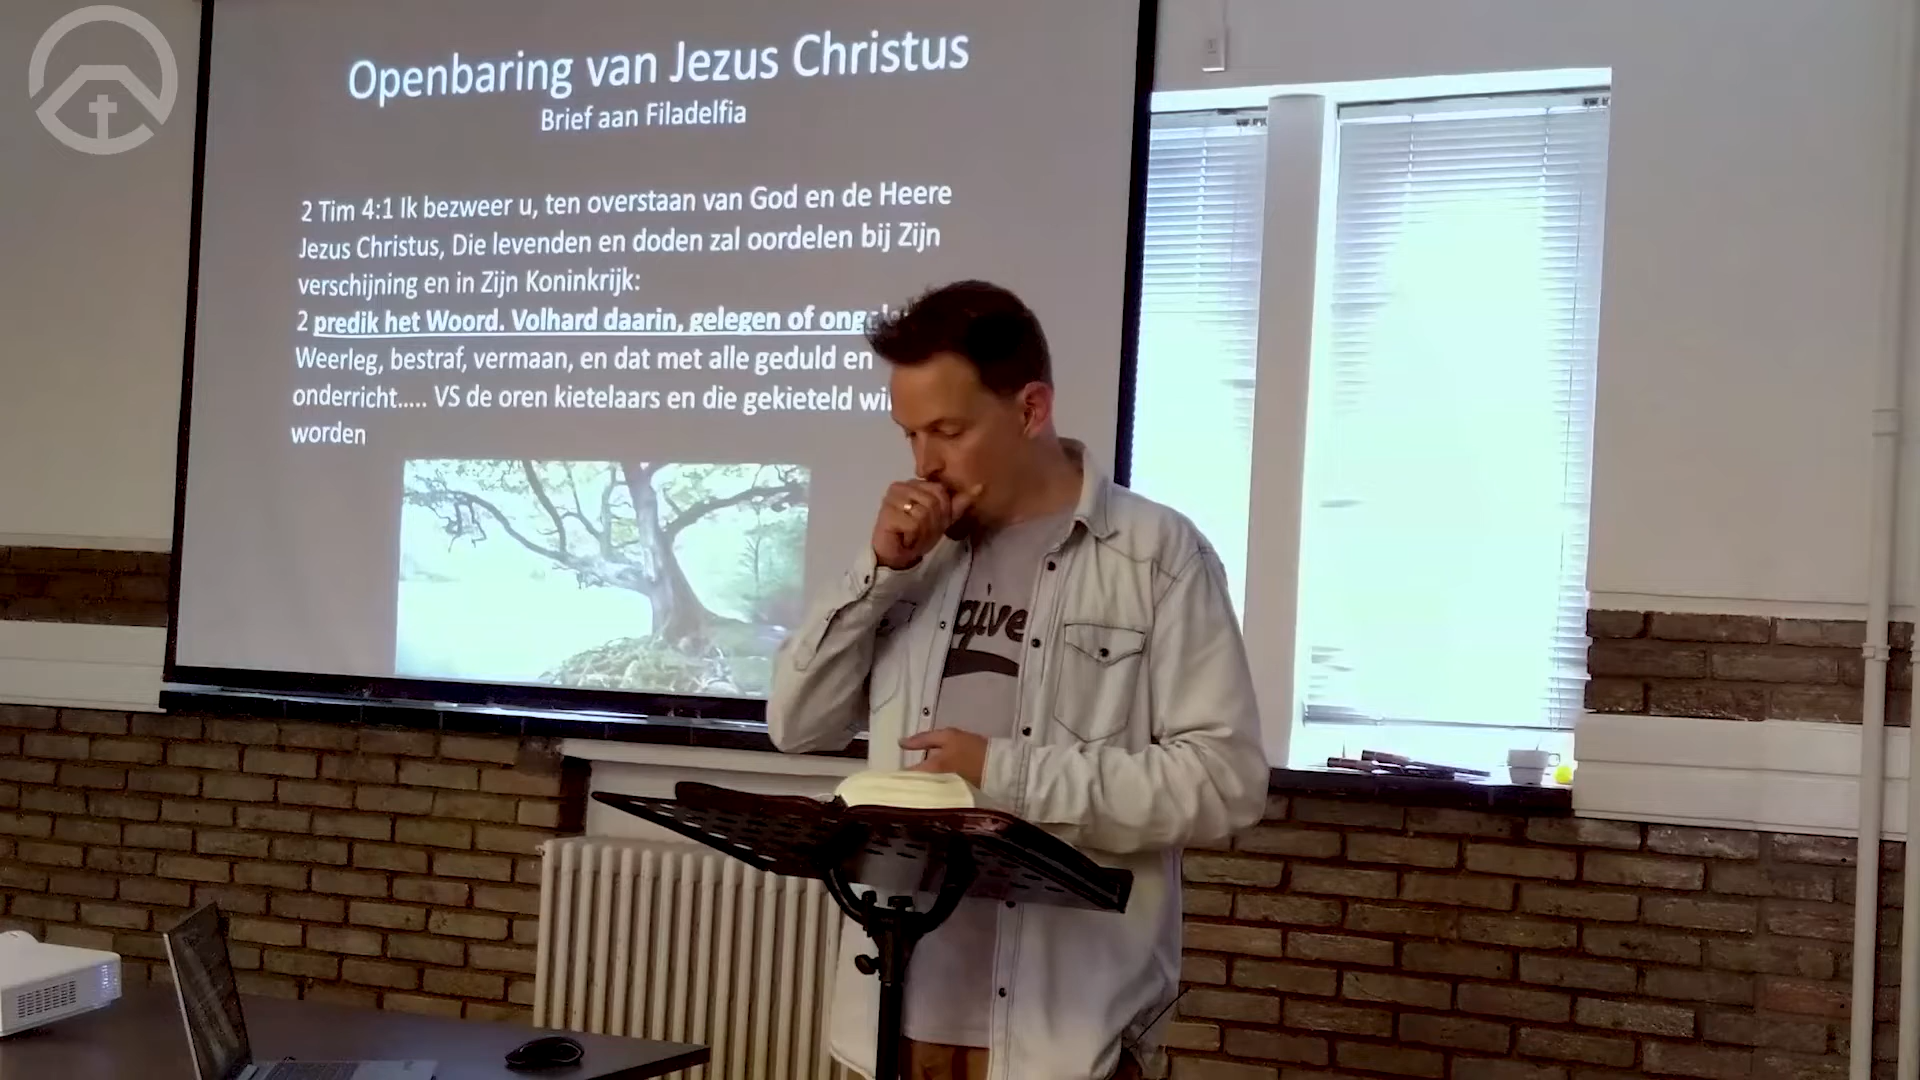 Openbaring van Jezus Christus
Brief aan Filadelfia
2 Tim 4:1 Ik bezweer u, ten overstaan van God en de Heere
Jezus Christus, Die levenden en doden zal oordelen bij Zijn
verschijning en in Zijn Koninkrijk:
2 predik het Woord. Volhard daarin, gelegen of
Weerleg, bestraf, vermaan, en dat met alle geduld en
onderricht..... VS de oren kietelaars en die gekieteld
worden
give